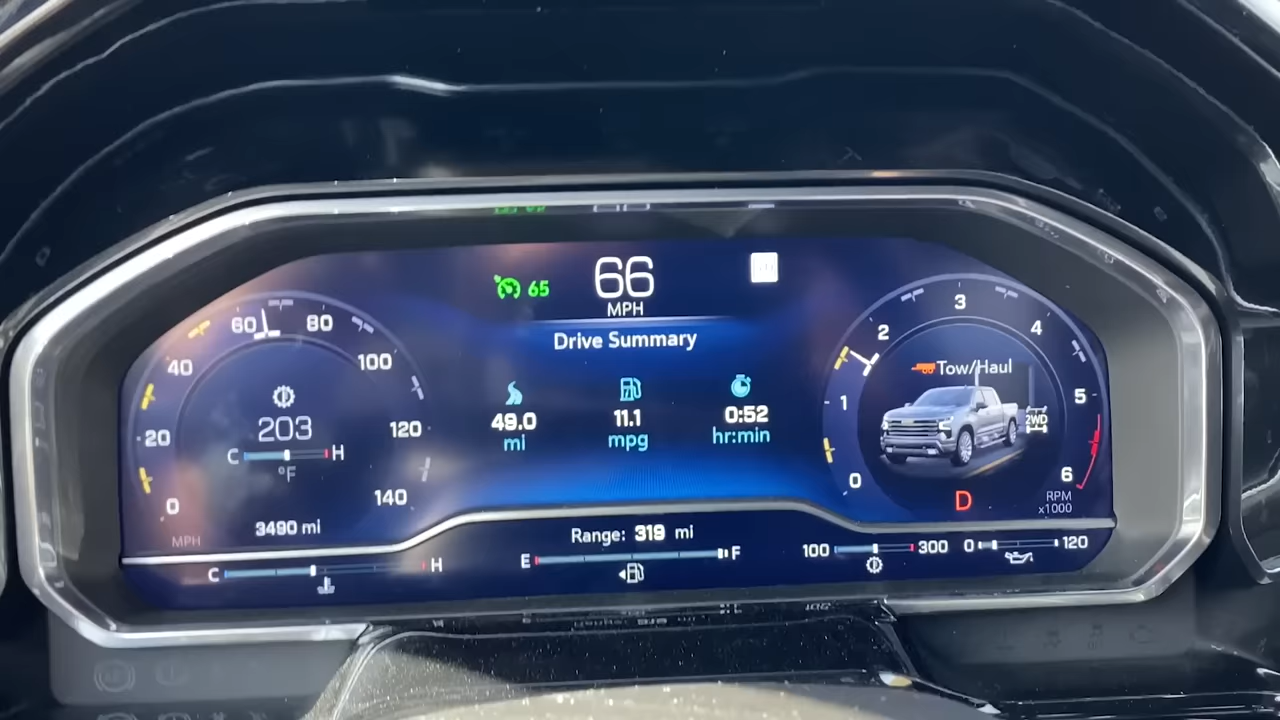 65
66
MPH
Drive Summary
49.0
mi
11.1
mpg
0:52
hr:min
0
20
40
60
80
100
120
140
MPH
203
C H
°F
3490 mi
0
1
2
3
4
5
6
RPM
x1000
Tow/Haul
2WD
D
C H
Range: 319 mi
E F
100 300
0 120